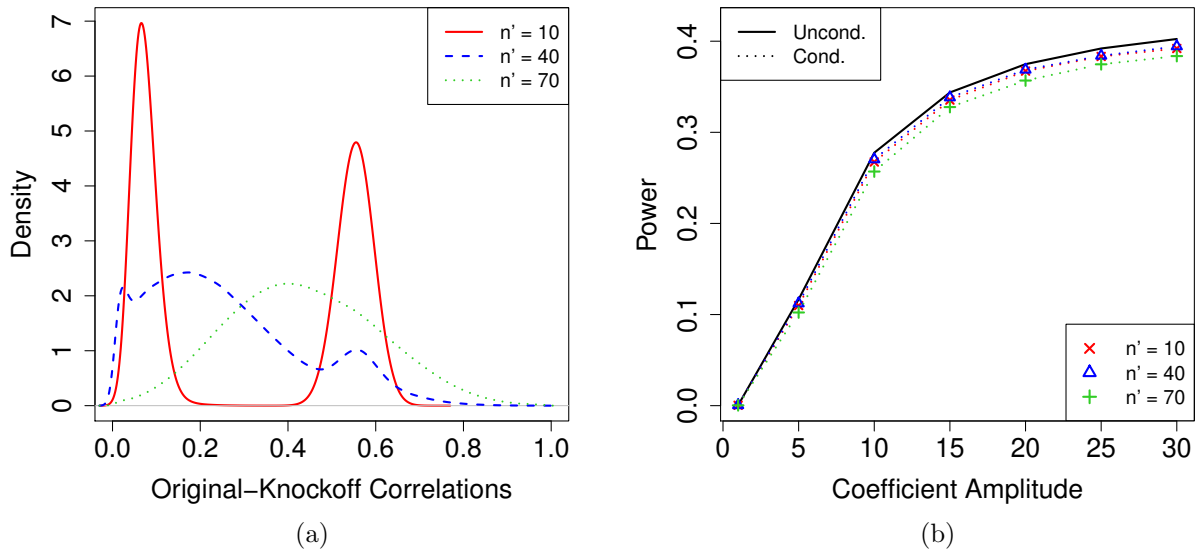 n' = 10
n' = 40
n' = 70
Density
0
1
2
3
4
5
6
7
0.0
0.2
0.4
0.6
0.8
1.0
Original−Knockoff Correlations
(a)
Uncond.
Cond.
Power
0.0
0.1
0.2
0.3
0.4
n' = 10
n' = 40
n' = 70
0
5
10
15
20
25
30
Coefficient Amplitude
(b)